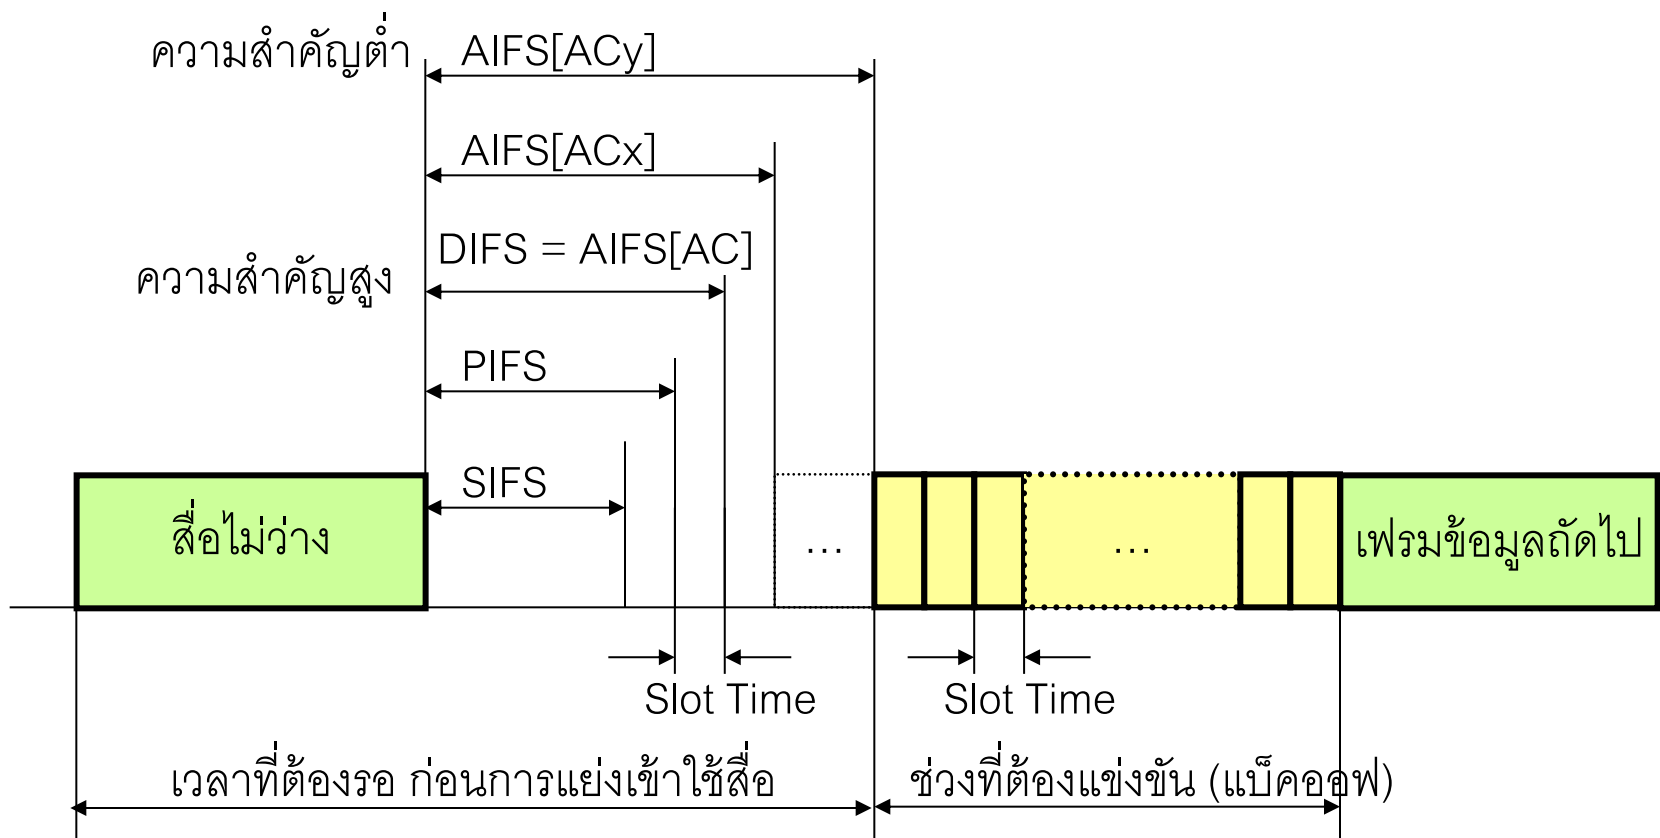 ความสำคัญต่ำ
AIFS[ACy]
AIFS[ACx]
DIFS = AIFS[AC]
ความสำคัญสูง
PIFS
SIFS
สื่อไม่ว่าง
...
...
เฟรมข้อมูลถัดไป
Slot Time
Slot Time
เวลาที่ต้องรอ ก่อนการแย่งเข้าใช้สื่อ
ช่วงที่ต้องแข่งขัน (แบ็คออฟ)